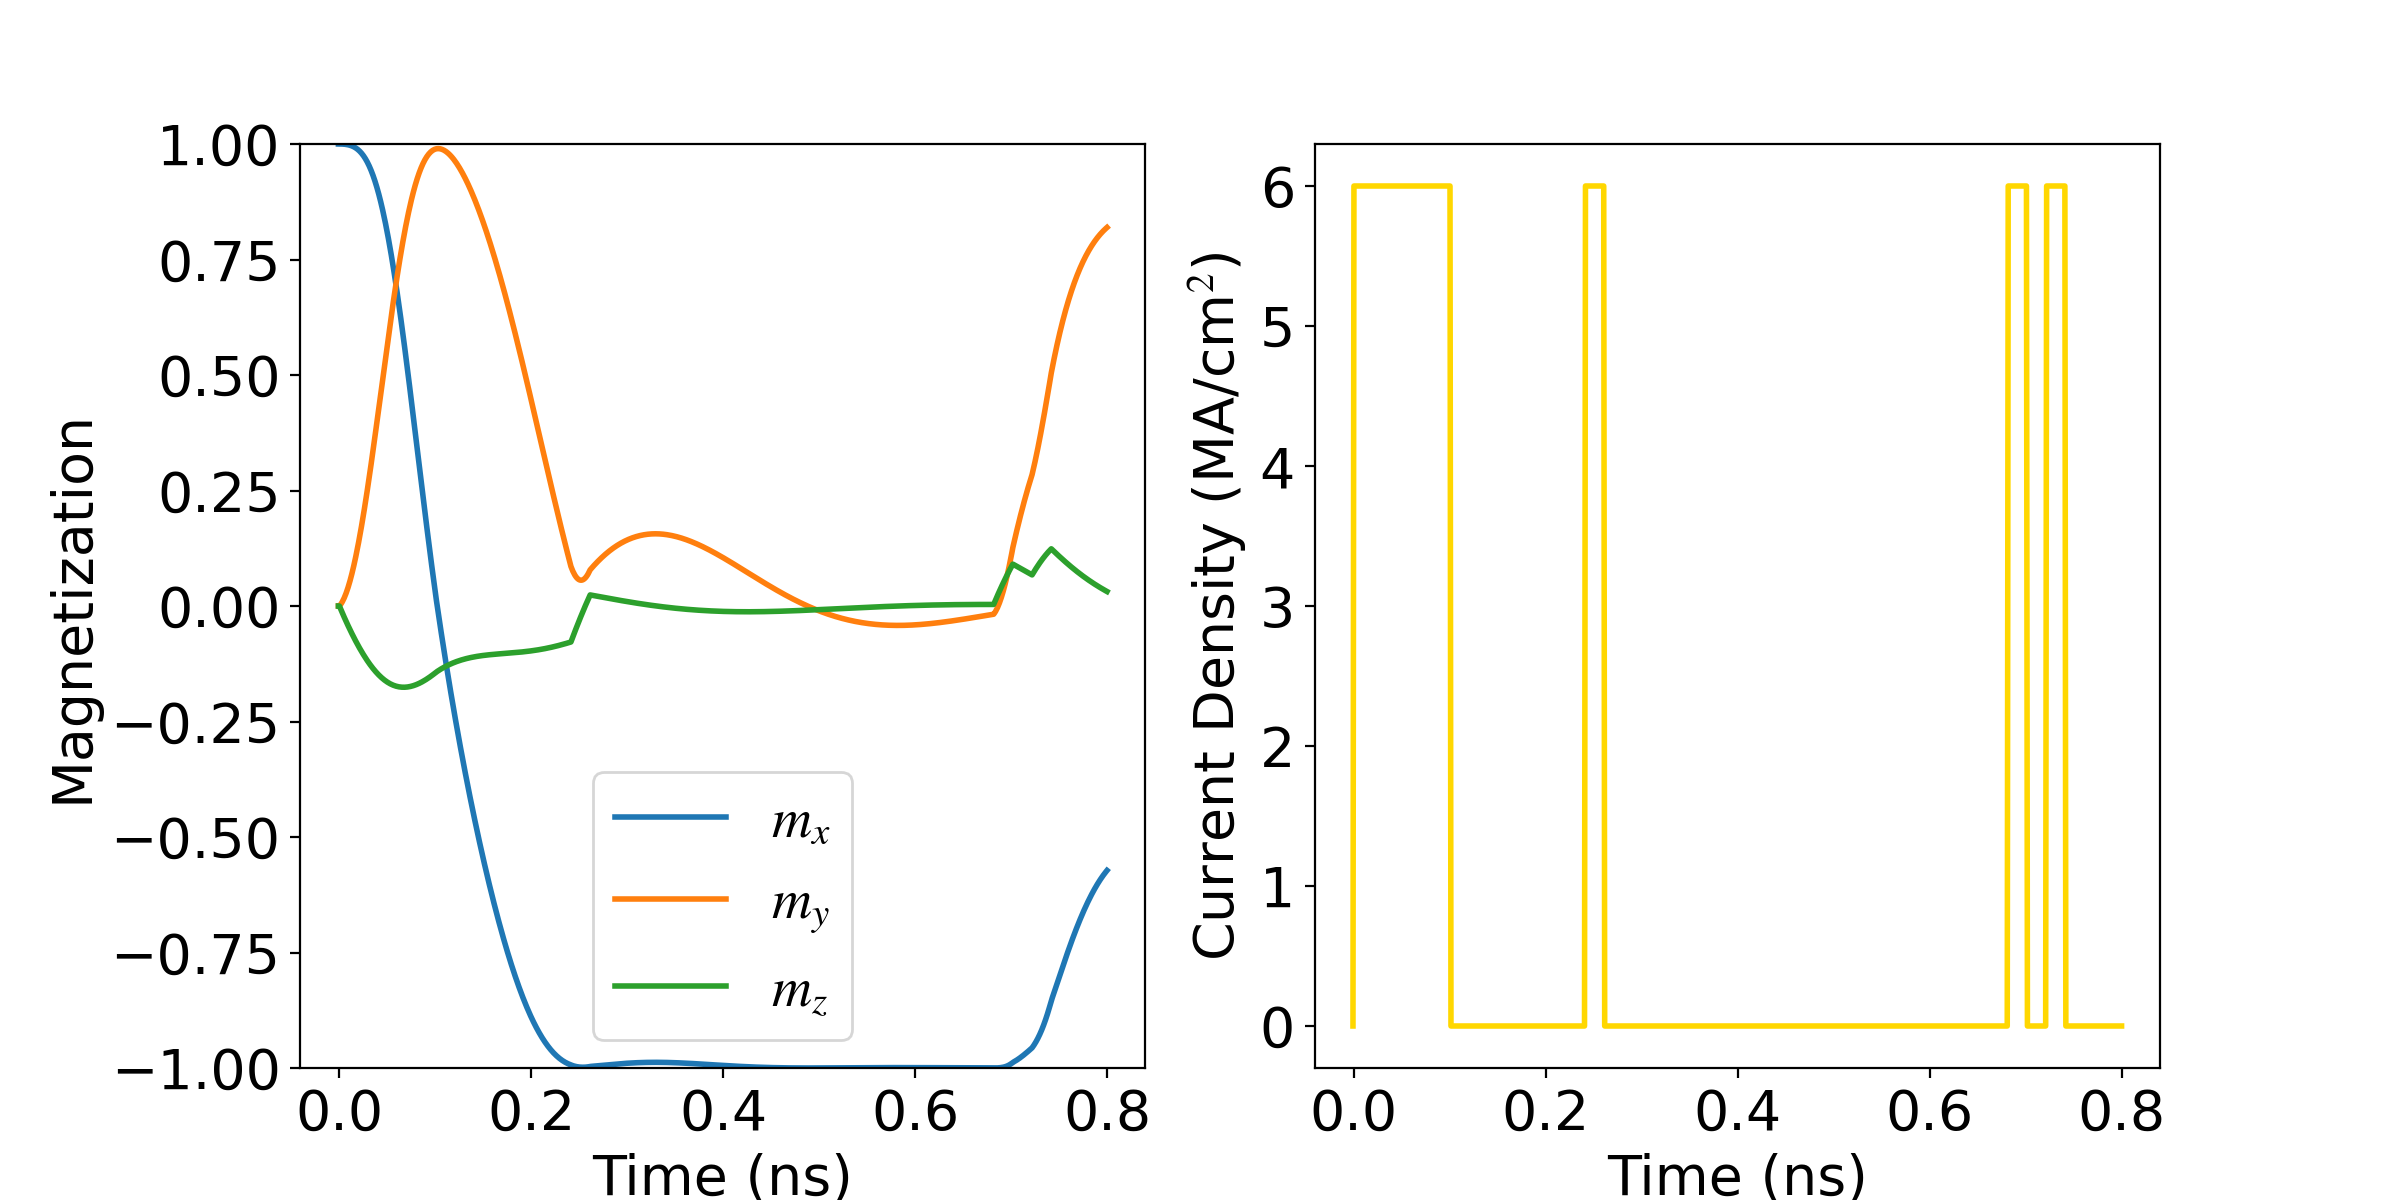 1.00
0.75
0.50
0.25
0.00
−0.25
−0.50
−0.75
−1.00
Magnetization
0.0 0.2 0.4 0.6 0.8
Time (ns)
m_x
m_y
m_z
6
5
4
3
2
1
0
Current Density (MA/cm²)
0.0 0.2 0.4 0.6 0.8
Time (ns)